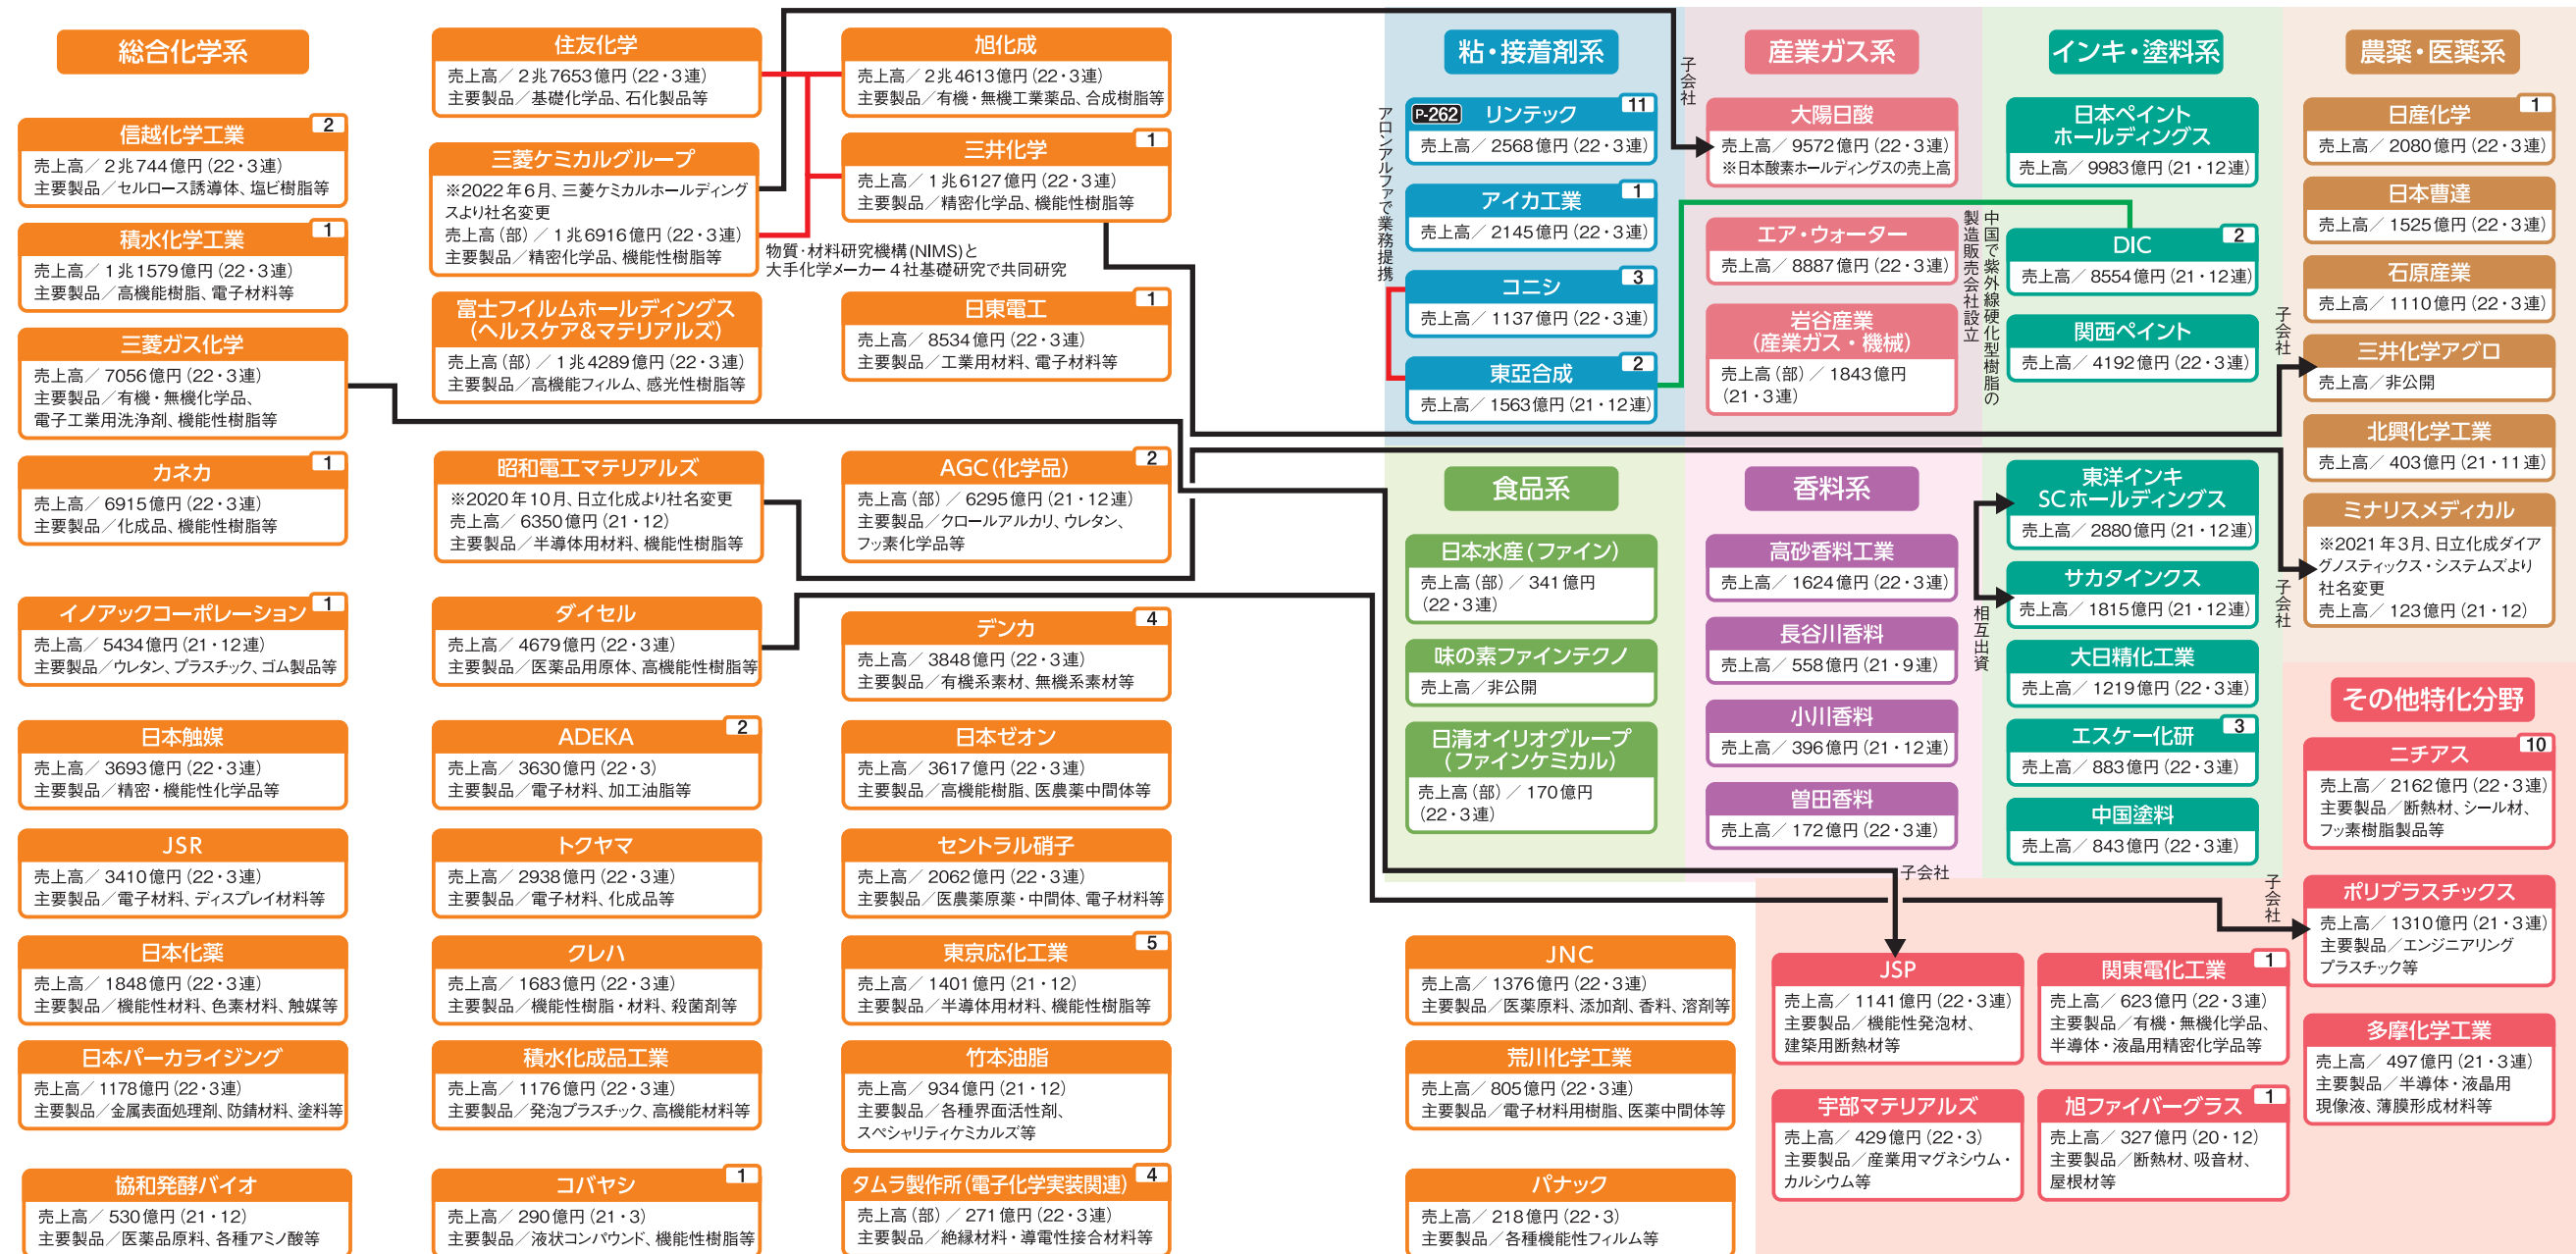 総合化学系
信越化学工業
2
売上高／2兆744億円（22・3連）
主要製品／セルロース誘導体、塩ビ樹脂等
積水化学工業
1
売上高／1兆1579億円（22・3連）
主要製品／高機能樹脂、電子材料等
三菱ガス化学
売上高／7056億円（22・3連）
主要製品／有機・無機化学品、
電子工業用洗浄剤、機能性樹脂等
カネカ
1
売上高／6915億円（22・3連）
主要製品／化成品、機能性樹脂等
イノアックコーポレーション
1
売上高／5434億円（21・12連）
主要製品／ウレタン、プラスチック、ゴム製品等
日本触媒
売上高／3693億円（22・3連）
主要製品／精密・機能性化学品等
JSR
売上高／3410億円（22・3連）
主要製品／電子材料、ディスプレイ材料等
日本化薬
売上高／1848億円（22・3連）
主要製品／機能性材料、色素材料、触媒等
日本パーカライジング
売上高／1178億円（22・3連）
主要製品／金属表面処理剤、防錆材料、塗料等
協和発酵バイオ
売上高／530億円（21・12）
主要製品／医薬品原料、各種アミノ酸等
住友化学
売上高／2兆7653億円（22・3連）
主要製品／基礎化学品、石化製品等
三菱ケミカルグループ
※2022年6月、三菱ケミカルホールディング
スより社名変更
売上高（部）／1兆6916億円（22・3連）
主要製品／精密化学品、機能性樹脂等
富士フイルムホールディングス
（ヘルスケア&マテリアルズ）
売上高（部）／1兆4289億円（22・3連）
主要製品／高機能フィルム、感光性樹脂等
昭和電工マテリアルズ
※2020年10月、日立化成より社名変更
売上高／6350億円（21・12）
主要製品／半導体用材料、機能性樹脂等
ダイセル
売上高／4679億円（22・3連）
主要製品／医薬品用原体、高機能性樹脂等
ADEKA
2
売上高／3630億円（22・3）
主要製品／電子材料、加工油脂等
トクヤマ
売上高／2938億円（22・3連）
主要製品／電子材料、化成品等
クレハ
売上高／1683億円（22・3連）
主要製品／機能性樹脂・材料、殺菌剤等
積水化成品工業
売上高／1176億円（22・3連）
主要製品／発泡プラスチック、高機能材料等
コバヤシ
1
売上高／290億円（21・3）
主要製品／液状コンパウンド、機能性樹脂等
旭化成
売上高／2兆4613億円（22・3連）
主要製品／有機・無機工業薬品、合成樹脂等
三井化学
1
売上高／1兆6127億円（22・3連）
主要製品／精密化学品、機能性樹脂等
物質・材料研究機構(NIMS)と
大手化学メーカー4社基礎研究で共同研究
日東電工
1
売上高／8534億円（22・3連）
主要製品／工業用材料、電子材料等
AGC（化学品）
2
売上高（部）／6295億円（21・12連）
主要製品／クロールアルカリ、ウレタン、
フッ素化学品等
デンカ
4
売上高／3848億円（22・3連）
主要製品／有機系素材、無機系素材等
日本ゼオン
売上高／3617億円（22・3連）
主要製品／高機能樹脂、医農薬中間体等
セントラル硝子
売上高／2062億円（22・3連）
主要製品／医農薬原薬・中間体、電子材料等
東京応化工業
5
売上高／1401億円（21・12）
主要製品／半導体用材料、機能性樹脂等
竹本油脂
売上高／934億円（21・12）
主要製品／各種界面活性剤、
スペシャリティケミカルズ等
タムラ製作所（電子化学実装関連）
4
売上高（部）／271億円（22・3連）
主要製品／絶縁材料・導電性接合材料等
粘・接着剤系
P-262 リンテック
11
売上高／2568億円（22・3連）
アイカ工業
1
売上高／2145億円（22・3連）
コニシ
3
売上高／1137億円（22・3連）
東亞合成
2
売上高／1563億円（21・12連）
アロンアルファで業務提携
食品系
日本水産（ファイン）
売上高（部）／341億円
（22・3連）
味の素ファインテクノ
売上高／非公開
日清オイリオグループ
（ファインケミカル）
売上高（部）／170億円
（22・3連）
JNC
売上高／1376億円（22・3連）
主要製品／医薬原料、添加剤、香料、溶剤等
荒川化学工業
売上高／805億円（22・3連）
主要製品／電子材料用樹脂、医薬中間体等
パナック
売上高／218億円（22・3）
主要製品／各種機能性フィルム等
産業ガス系
子会社
大陽日酸
売上高／9572億円（22・3連）
※日本酸素ホールディングスの売上高
エア・ウォーター
売上高／8887億円（22・3連）
岩谷産業
（産業ガス・機械）
売上高（部）／1843億円
（21・3連）
中国で紫外線硬化型樹脂の
製造販売会社設立
香料系
高砂香料工業
売上高／1624億円（22・3連）
長谷川香料
売上高／558億円（21・9連）
小川香料
売上高／396億円（21・12連）
曽田香料
売上高／172億円（22・3連）
子会社
インキ・塗料系
日本ペイント
ホールディングス
売上高／9983億円（21・12連）
DIC
2
売上高／8554億円（21・12連）
関西ペイント
売上高／4192億円（22・3連）
東洋インキ
SCホールディングス
売上高／2880億円（21・12連）
サカタインクス
売上高／1815億円（21・12連）
相互出資
大日精化工業
売上高／1219億円（22・3連）
エスケー化研
3
売上高／883億円（22・3連）
中国塗料
売上高／843億円（22・3連）
農薬・医薬系
日産化学
1
売上高／2080億円（22・3連）
日本曹達
売上高／1525億円（22・3連）
石原産業
売上高／1110億円（22・3連）
子会社
三井化学アグロ
売上高／非公開
北興化学工業
売上高／403億円（21・11連）
ミナリスメディカル
※2021年3月、日立化成ダイア
グノスティックス・システムズより
社名変更
売上高／123億円（21・12）
子会社
その他特化分野
ニチアス
10
売上高／2162億円（22・3連）
主要製品／断熱材、シール材、
フッ素樹脂製品等
子会社
ポリプラスチックス
売上高／1310億円（21・3連）
主要製品／エンジニアリング
プラスチック等
JSP
売上高／1141億円（22・3連）
主要製品／機能性発泡材、
建築用断熱材等
関東電化工業
1
売上高／623億円（22・3連）
主要製品／有機・無機化学品、
半導体・液晶用精密化学品等
多摩化学工業
売上高／497億円（21・3連）
主要製品／半導体・液晶用
現像液、薄膜形成材料等
宇部マテリアルズ
売上高／429億円（22・3）
主要製品／産業用マグネシウム・
カルシウム等
旭ファイバーグラス
1
売上高／327億円（20・12）
主要製品／断熱材、吸音材、
屋根材等